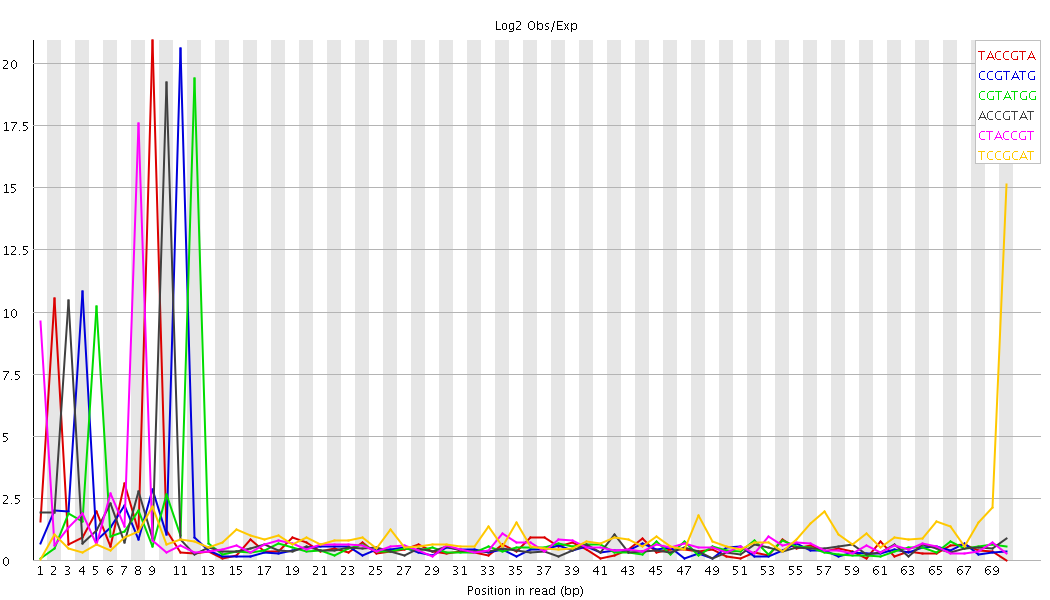 Log2 Obs/Exp
20
17.5
15
12.5
10
7.5
5
2.5
0
TACCGTA
CCGTATG
CGTATGG
ACCGTAT
CTACCGT
TCCGCAT
1 2 3 4 5 6 7 8 9 11 13 15 17 19 21 23 25 27 29 31 33 35 37 39 41 43 45 47 49 51 53 55 57 59 61 63 65 67 69
Position in read (bp)